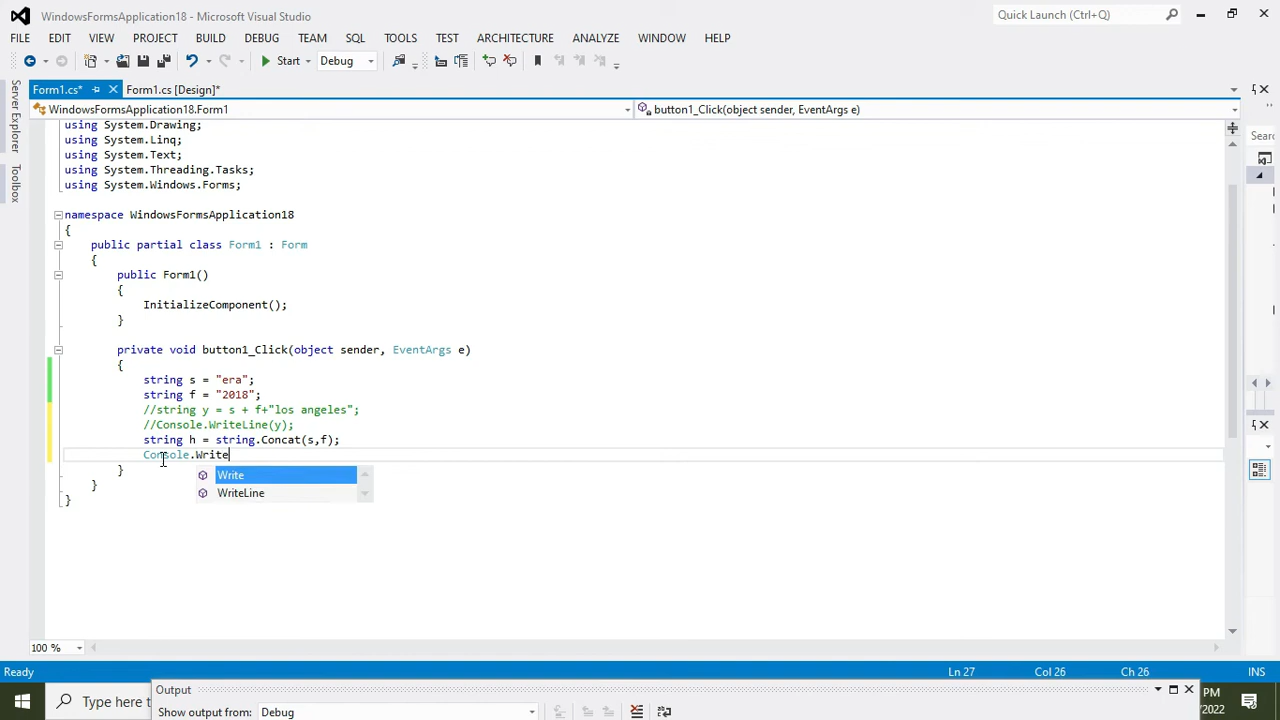 WindowsFormsApplication18 - Microsoft Visual Studio
Quick Launch (Ctrl+Q)
FILE EDIT VIEW PROJECT BUILD DEBUG TEAM SQL TOOLS TEST ARCHITECTURE ANALYZE WINDOW HELP
Start Debug
Form1.cs* Form1.cs [Design]*
WindowsFormsApplication18.Form1 button1_Click(object sender, EventArgs e)
Server Explorer
Toolbox
Searc
using System.Drawing;
using System.Linq;
using System.Text;
using System.Threading.Tasks;
using System.Windows.Forms;
namespace WindowsFormsApplication18
{
public partial class Form1 : Form
{
public Form1()
{
InitializeComponent();
}
private void button1_Click(object sender, EventArgs e)
{
string s = "era";
string f = "2018";
//string y = s + f+"los angeles";
//Console.WriteLine(y);
string h = string.Concat(s,f);
Console.Write
Write
WriteLine
}
}
}
100 %
Ready Ln 27 Col 26 Ch 26 INS
Type here t
Output
Show output from: Debug
PM
/2022